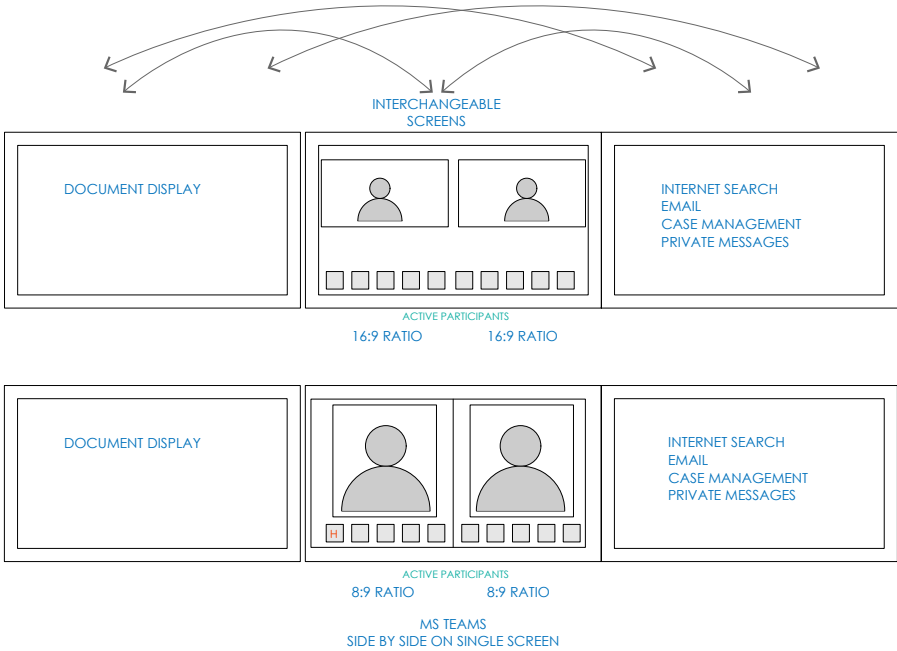 INTERCHANGEABLE
SCREENS
DOCUMENT DISPLAY
INTERNET SEARCH
EMAIL
CASE MANAGEMENT
PRIVATE MESSAGES
ACTIVE PARTICIPANTS
16:9 RATIO
16:9 RATIO
DOCUMENT DISPLAY
INTERNET SEARCH
EMAIL
CASE MANAGEMENT
PRIVATE MESSAGES
H
ACTIVE PARTICIPANTS
8:9 RATIO
8:9 RATIO
MS TEAMS
SIDE BY SIDE ON SINGLE SCREEN